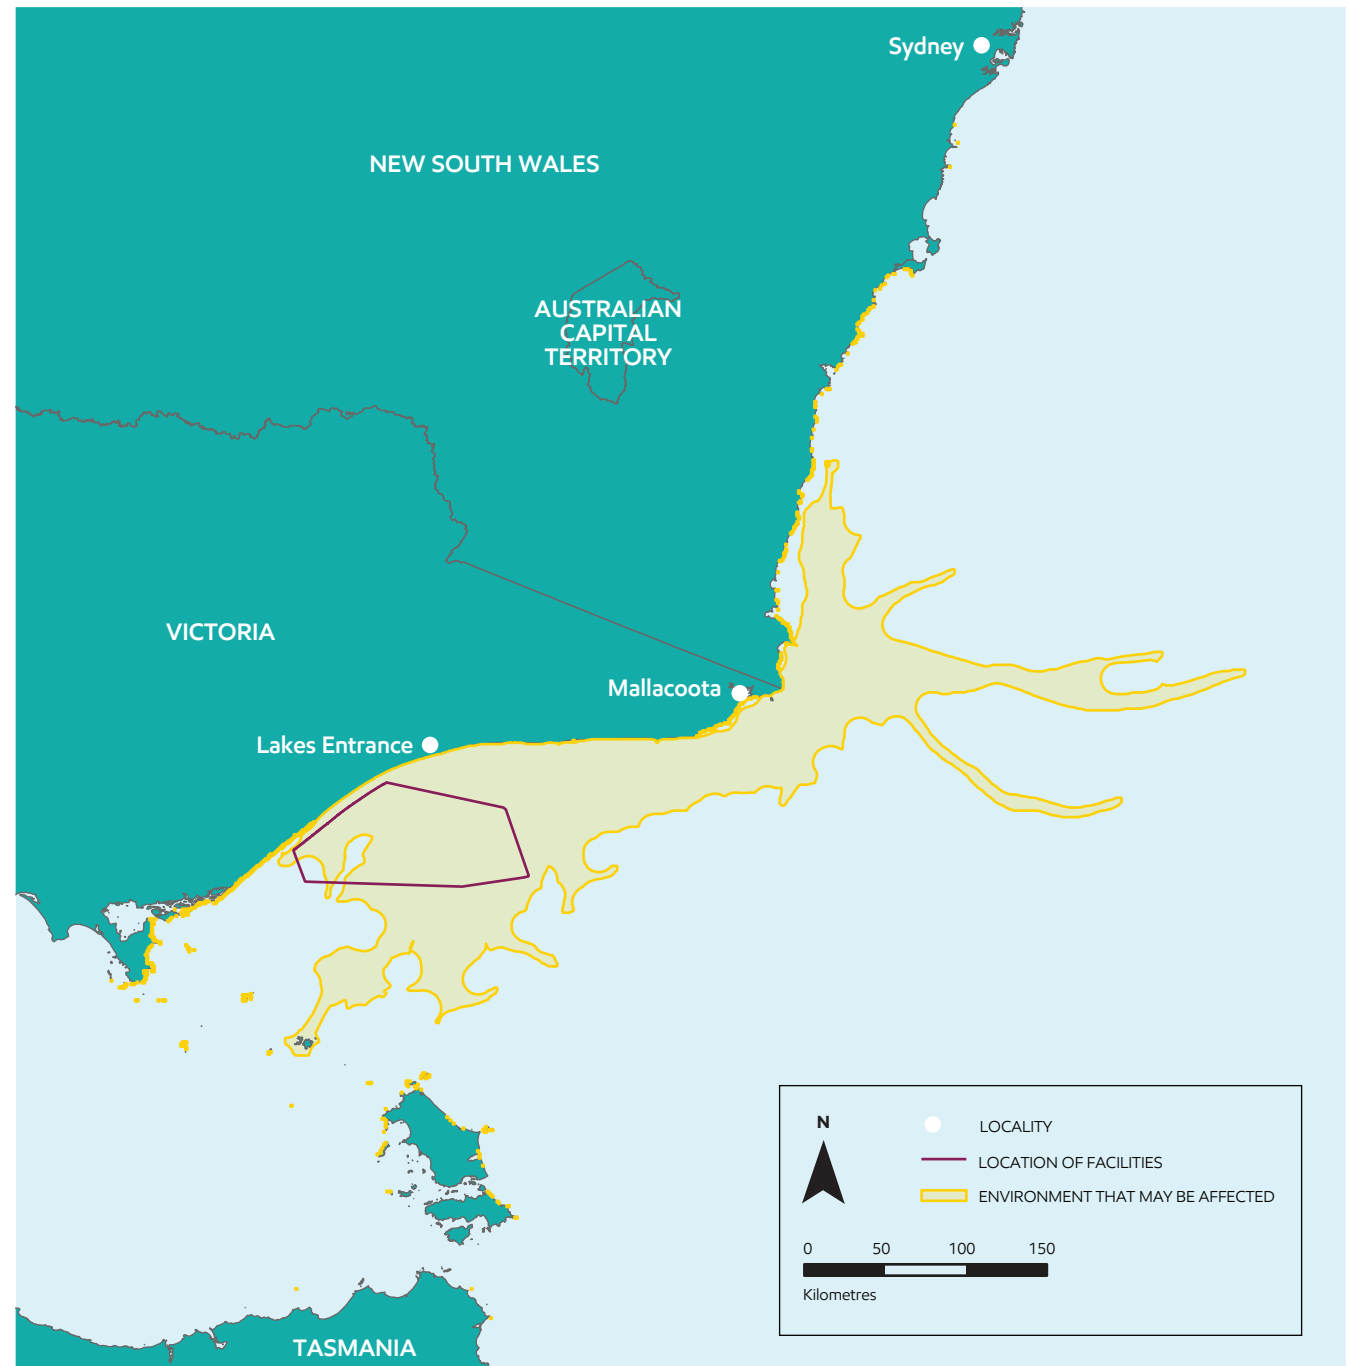 Sydney
NEW SOUTH WALES
AUSTRALIAN
CAPITAL
TERRITORY
VICTORIA
Mallacoota
Lakes Entrance
N
LOCALITY
LOCATION OF FACILITIES
ENVIRONMENT THAT MAY BE AFFECTED
0 50 100 150
Kilometres
TASMANIA